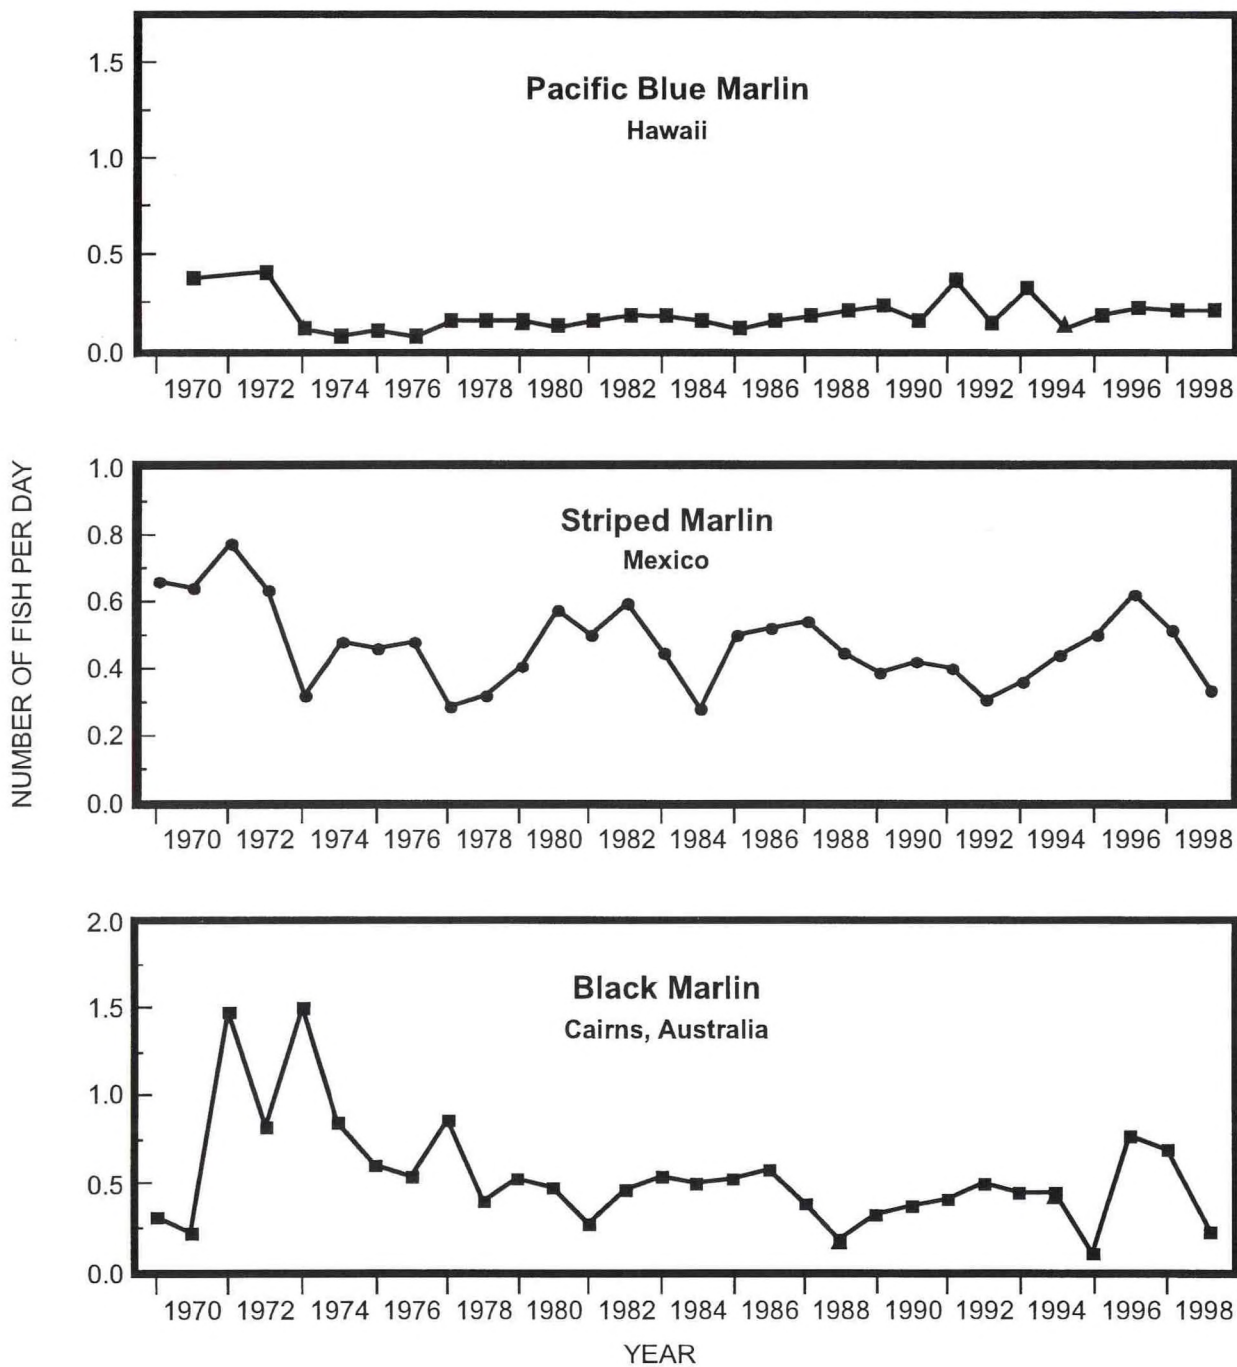 1.5
Pacific Blue Marlin
Hawaii
1.0
0.5
0.0
1970 1972 1974 1976 1978 1980 1982 1984 1986 1988 1990 1992 1994 1996 1998
NUMBER OF FISH PER DAY
1.0
Striped Marlin
Mexico
0.8
0.6
0.4
0.2
0.0
1970 1972 1974 1976 1978 1980 1982 1984 1986 1988 1990 1992 1994 1996 1998
2.0
Black Marlin
Cairns, Australia
1.5
1.0
0.5
0.0
1970 1972 1974 1976 1978 1980 1982 1984 1986 1988 1990 1992 1994 1996 1998
YEAR